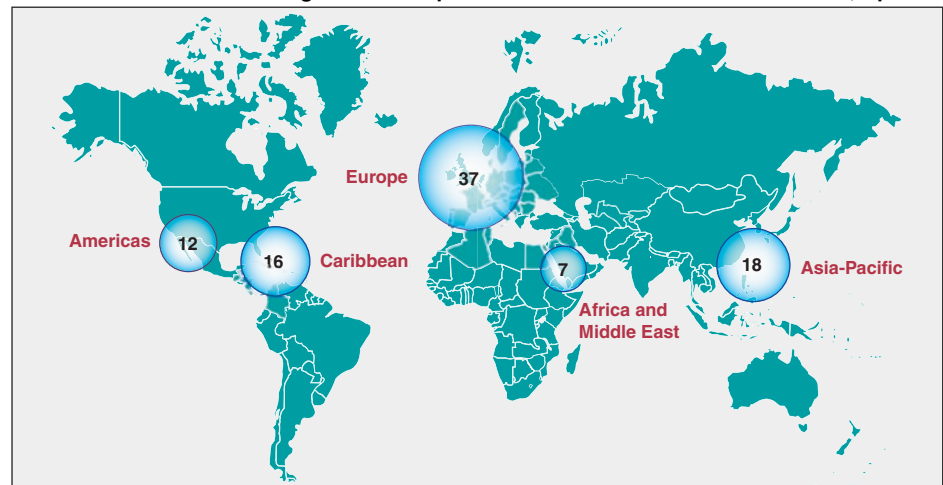 Europe
37
Americas
12
16
Caribbean
18
Asia-Pacific
7
Africa and
Middle East